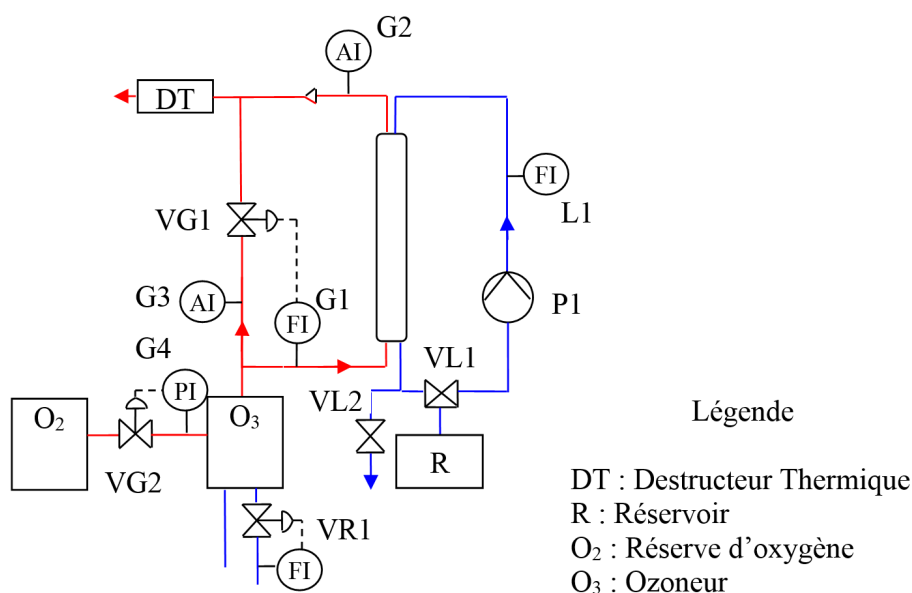 G2
AI
DT
FI
L1
VG1
G3
AI
G1
FI
P1
G4
PI
VL1
VL2
O₂
O₃
R
VG2
VR1
FI
Légende
DT : Destructeur Thermique
R : Réservoir
O₂ : Réserve d’oxygène
O₃ : Ozoneur